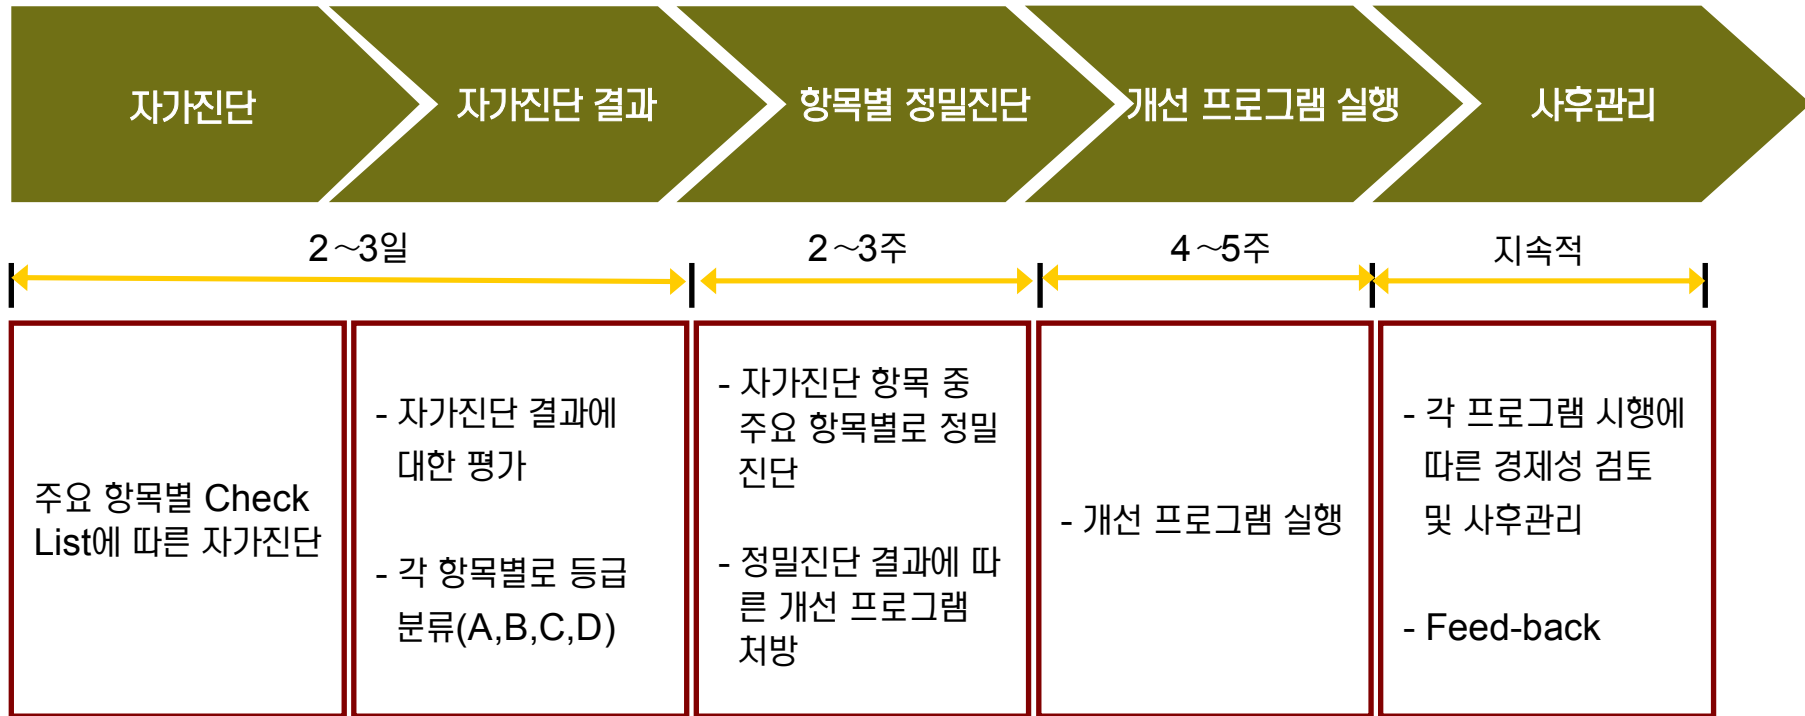 자가진단
자가진단 결과
항목별 정밀진단
개선 프로그램 실행
사후관리
2～3일
2～3주
4～5주
지속적
주요 항목별 Check
List에 따른 자가진단
- 자가진단 결과에
대한 평가
- 각 항목별로 등급
분류(A,B,C,D)
- 자가진단 항목 중
주요 항목별로 정밀
진단
- 정밀진단 결과에 따
른 개선 프로그램
처방
- 개선 프로그램 실행
- 각 프로그램 시행에
따른 경제성 검토
및 사후관리
- Feed-back